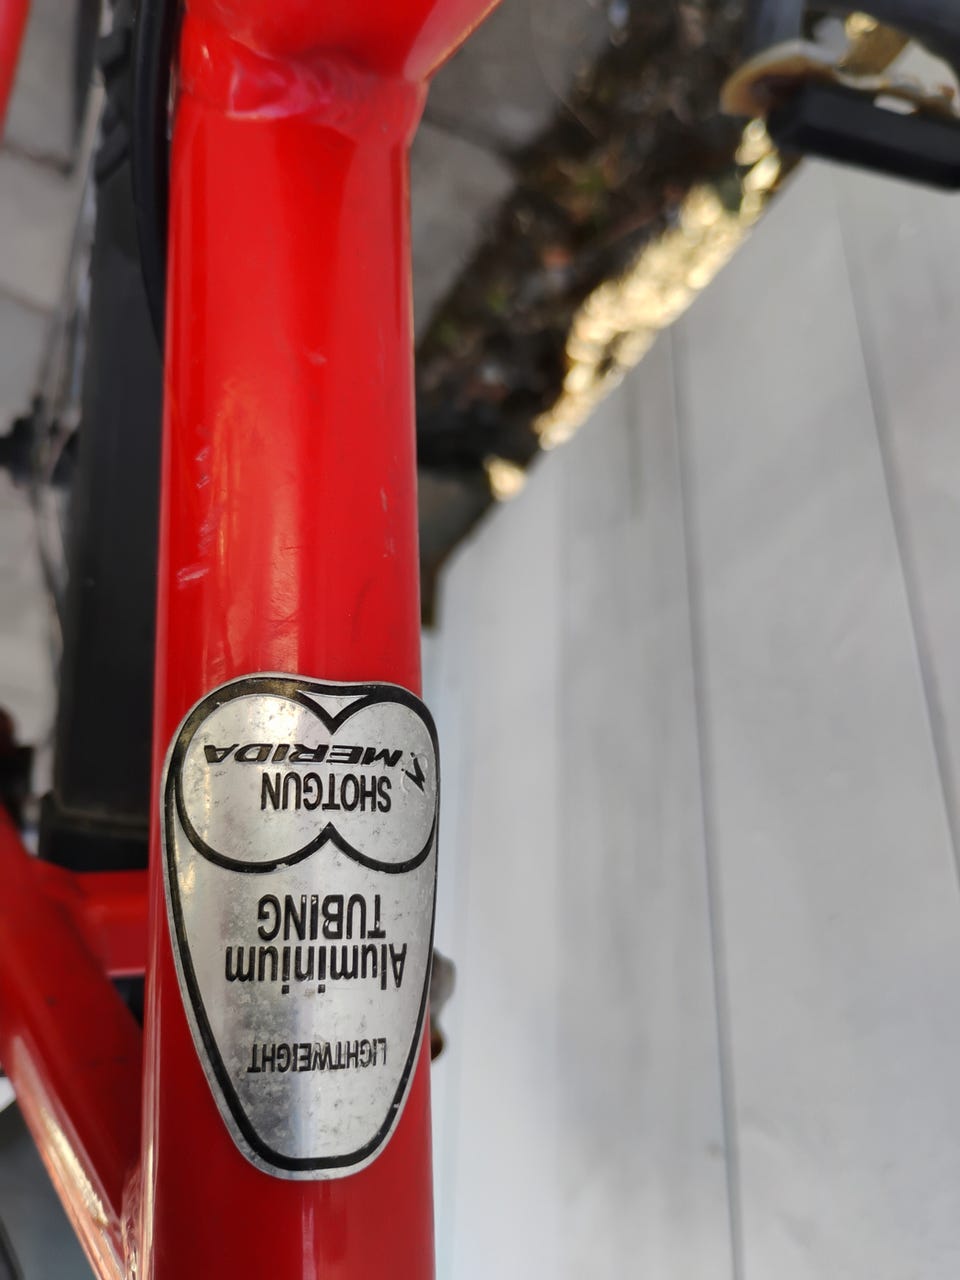 MERIDA
SHOTGUN
TUBING
Aluminium
LIGHTWEIGHT